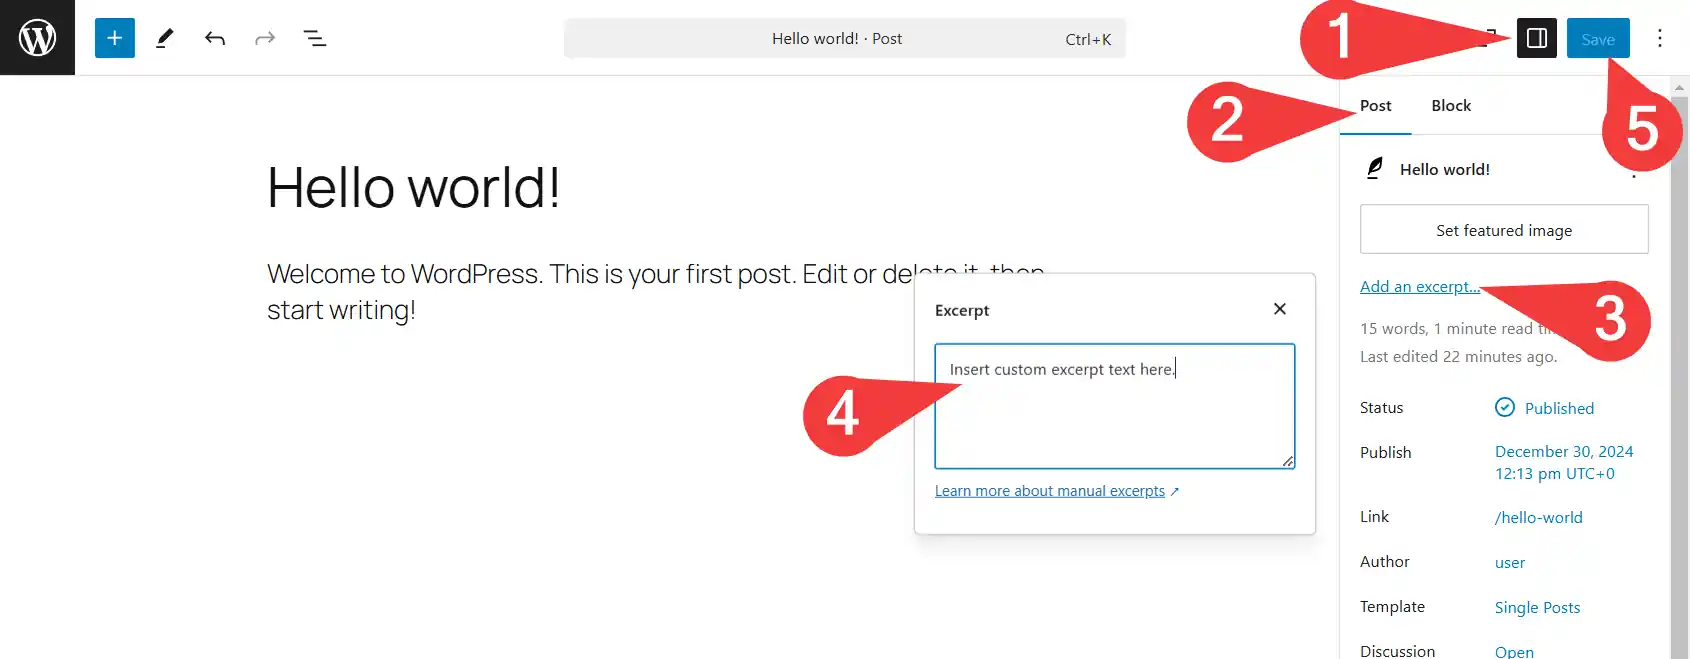 Hello world! · Post Ctrl+K
Save
1
2
Post Block
5
Hello world!
Hello world!
Set featured image
Welcome to WordPress. This is your first post. Edit or delete it, then
start writing!
Add an excerpt...
3
15 words, 1 minute read
Last edited 22 minutes ago.
Excerpt
Insert custom excerpt text here.
4
Learn more about manual excerpts ↗
Status Published
Publish December 30, 2024
12:13 pm UTC+0
Link /hello-world
Author user
Template Single Posts
Discussion Open